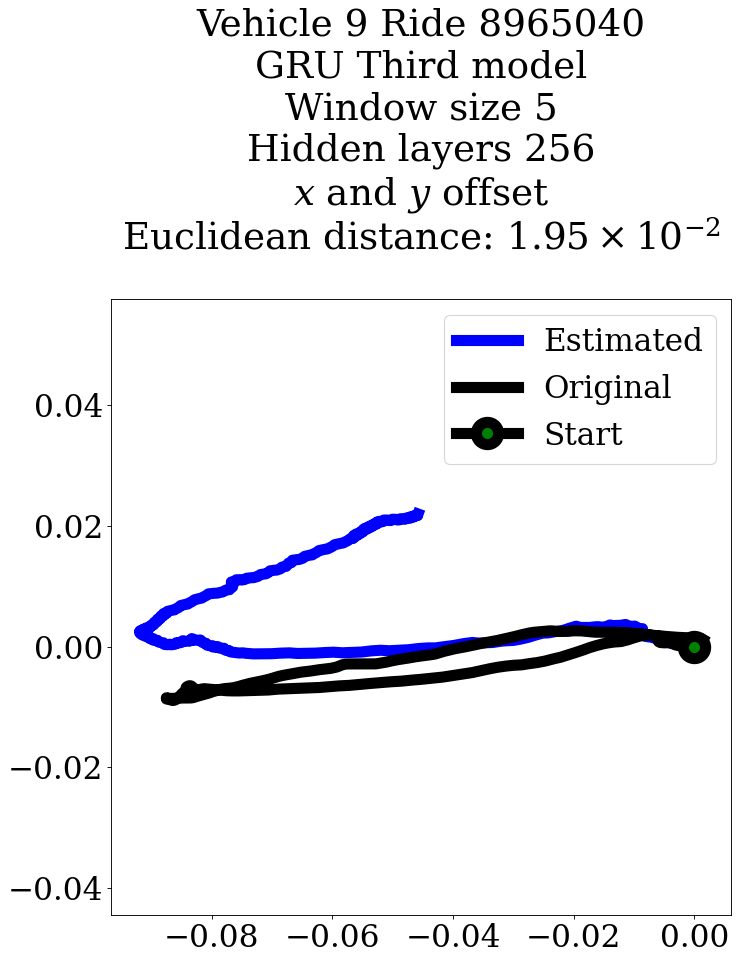 Vehicle 9 Ride 8965040
GRU Third model
Window size 5
Hidden layers 256
x and y offset
Euclidean distance: 1.95 × 10⁻²
Estimated
Original
Start
0.04
0.02
0.00
−0.02
−0.04
−0.08 −0.06 −0.04 −0.02 0.00